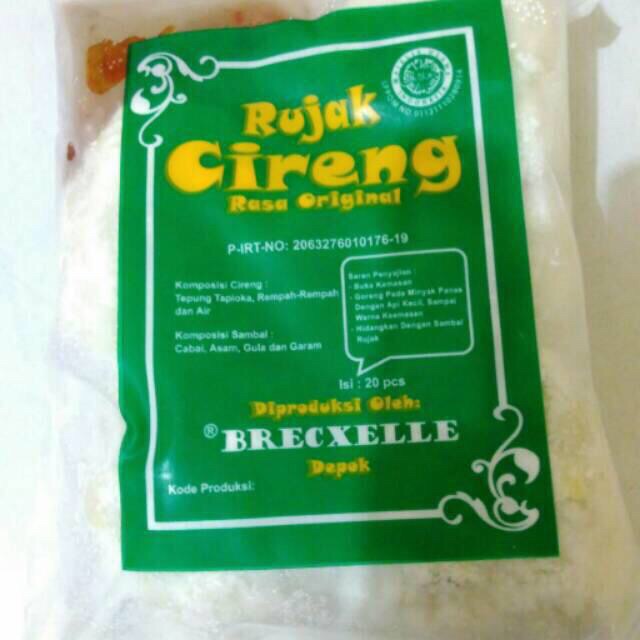 Rujak
Cireng
Rasa Original
P-IRT-NO: 2063276010176-19
Komposisi Cireng :
Tepung Tapioka, Rempah-Rempah
dan Air
Komposisi Sambal :
Cabai, Asam, Gula dan Garam
Saran Penyajian :
- Buka Kemasan
- Goreng Pada Minyak Panas
Dengan Api Kecil, Sampai
Warna Keemasan
- Hidangkan Dengan Sambal
Rujak
Isi : 20 pcs
Diproduksi Oleh:
® BRECXELLE
Depok
Kode Produksi: